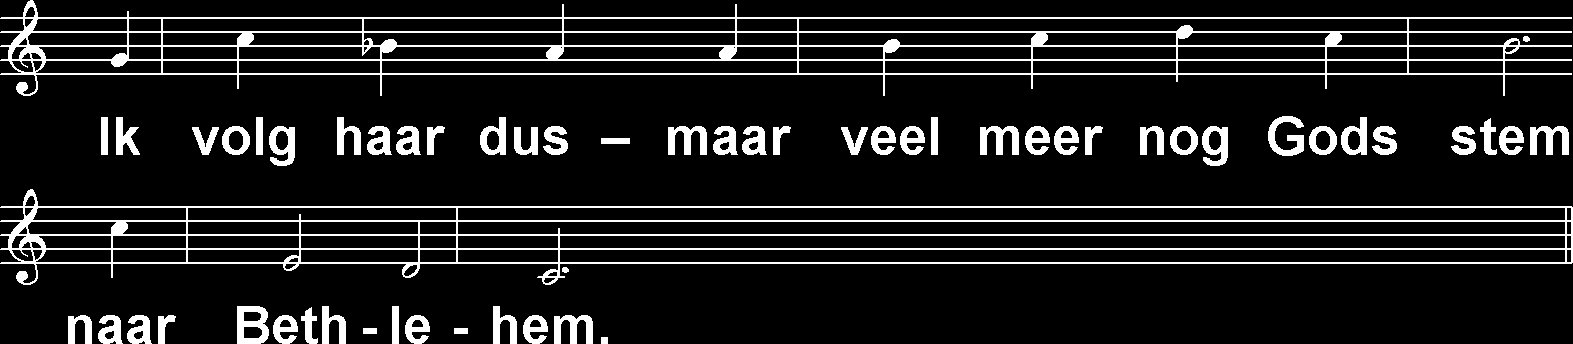 Ik volg haar dus – maar veel meer nog Gods stem
naar Beth - le - hem.